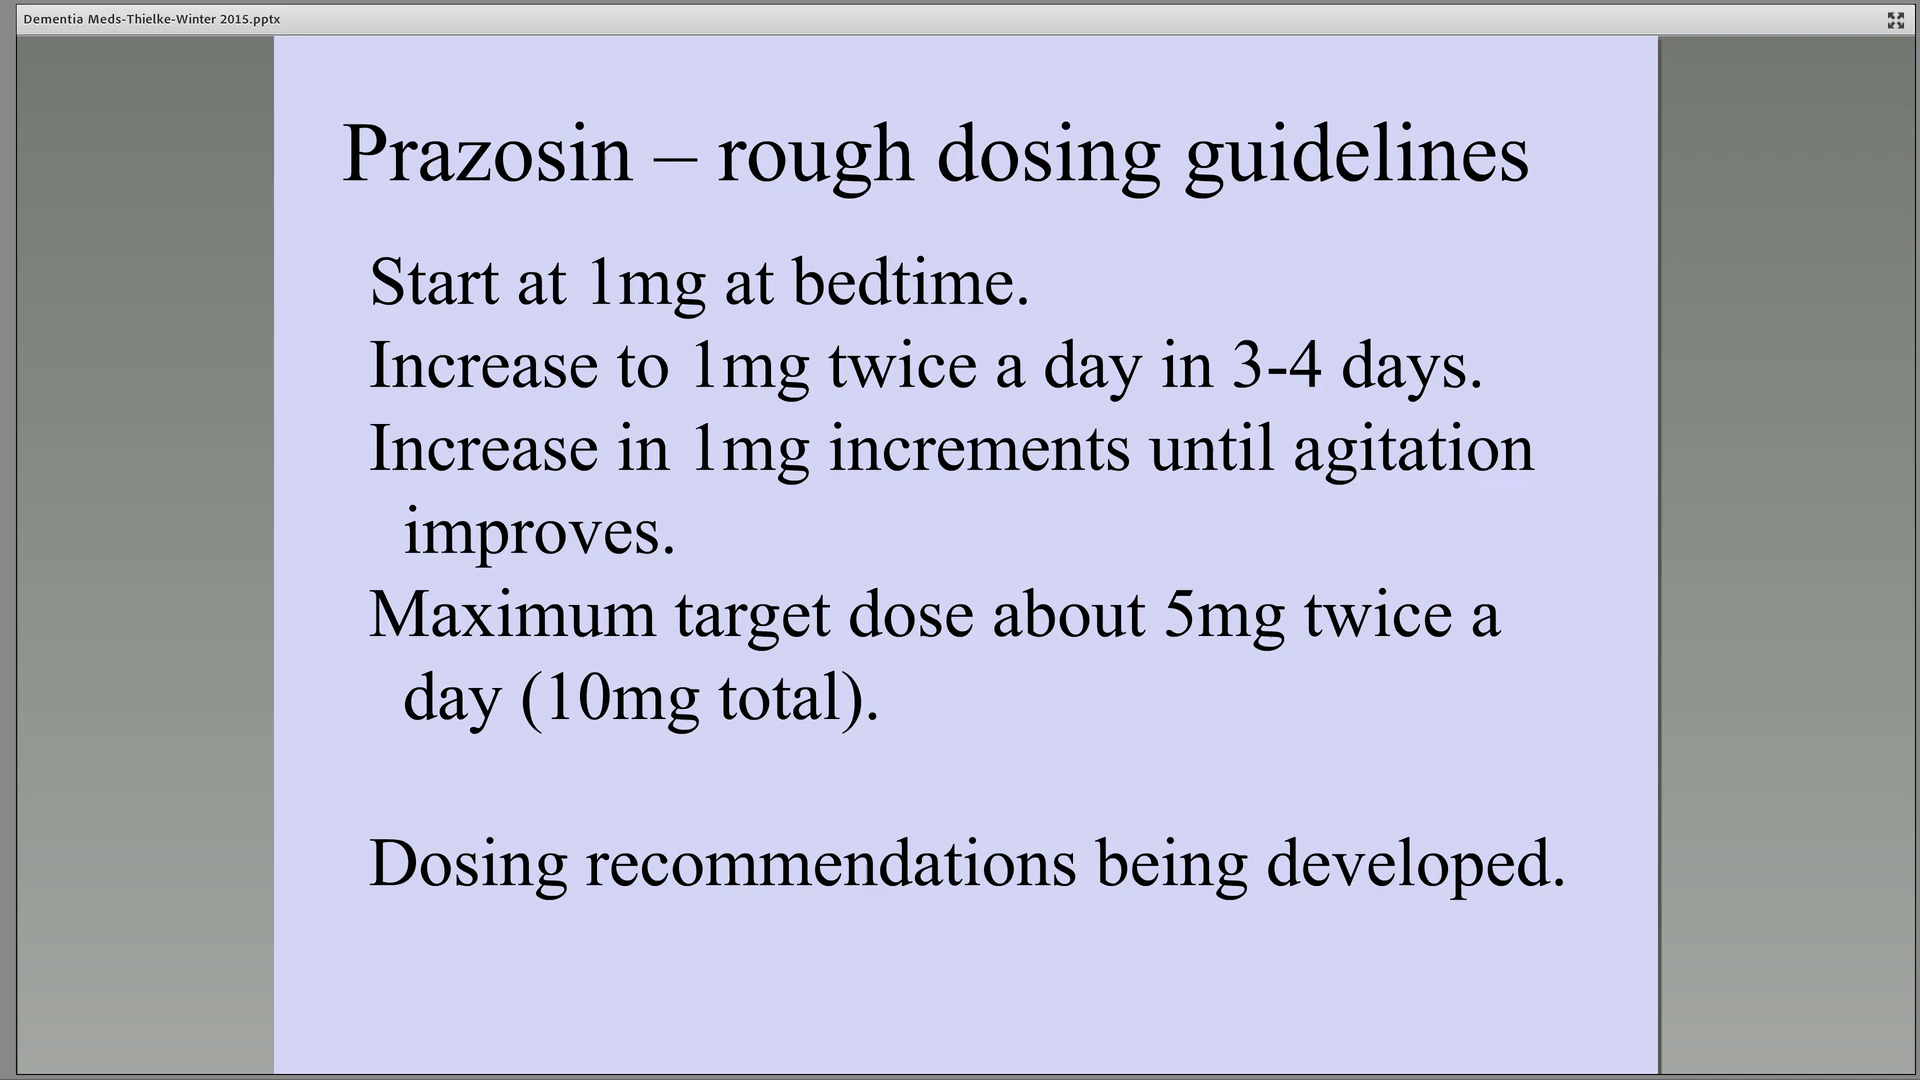 Dementia Meds-Thielke-Winter 2015.pptx
Prazosin – rough dosing guidelines
Start at 1mg at bedtime.
Increase to 1mg twice a day in 3-4 days.
Increase in 1mg increments until agitation
improves.
Maximum target dose about 5mg twice a
day (10mg total).
Dosing recommendations being developed.